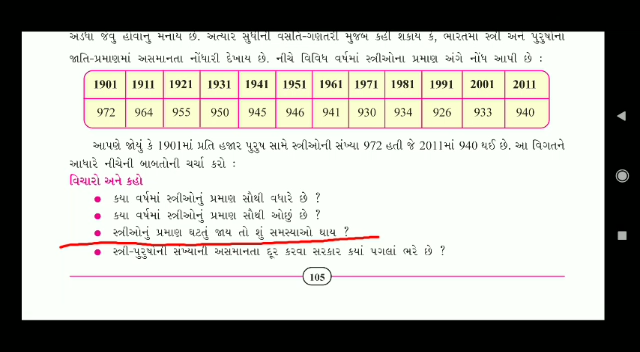 અડધા જેવું હોવાનું મનાય છે. અત્યાર સુધીની વસતિ-ગણતરી મુજબ કહી શકાય કે, ભારતમાં સ્ત્રી અને પુરુષોના
જાતિ-પ્રમાણમાં અસમાનતા નોંધારી દેખાય છે. નીચે વિવિધ વર્ષમાં સ્ત્રીઓના પ્રમાણ અંગે નોંધ આપી છે :
1901 1911 1921 1931 1941 1951 1961 1971 1981 1991 2001 2011
972 964 955 950 945 946 941 930 934 926 933 940
આપણે જોયું કે 1901માં પ્રતિ હજાર પુરુષ સામે સ્ત્રીઓની સંખ્યા 972 હતી જે 2011માં 940 થઈ છે. આ વિગતને
આધારે નીચેની બાબતોની ચર્ચા કરો :
વિચારો અને કહો
● કયા વર્ષમાં સ્ત્રીઓનું પ્રમાણ સૌથી વધારે છે ?
● કયા વર્ષમાં સ્ત્રીઓનું પ્રમાણ સૌથી ઓછું છે ?
● સ્ત્રીઓનું પ્રમાણ ઘટતું જાય તો શું સમસ્યાઓ થાય ?
● સ્ત્રી-પુરુષોની સંખ્યાની અસમાનતા દૂર કરવા સરકાર કયાં પગલાં ભરે છે ?
105